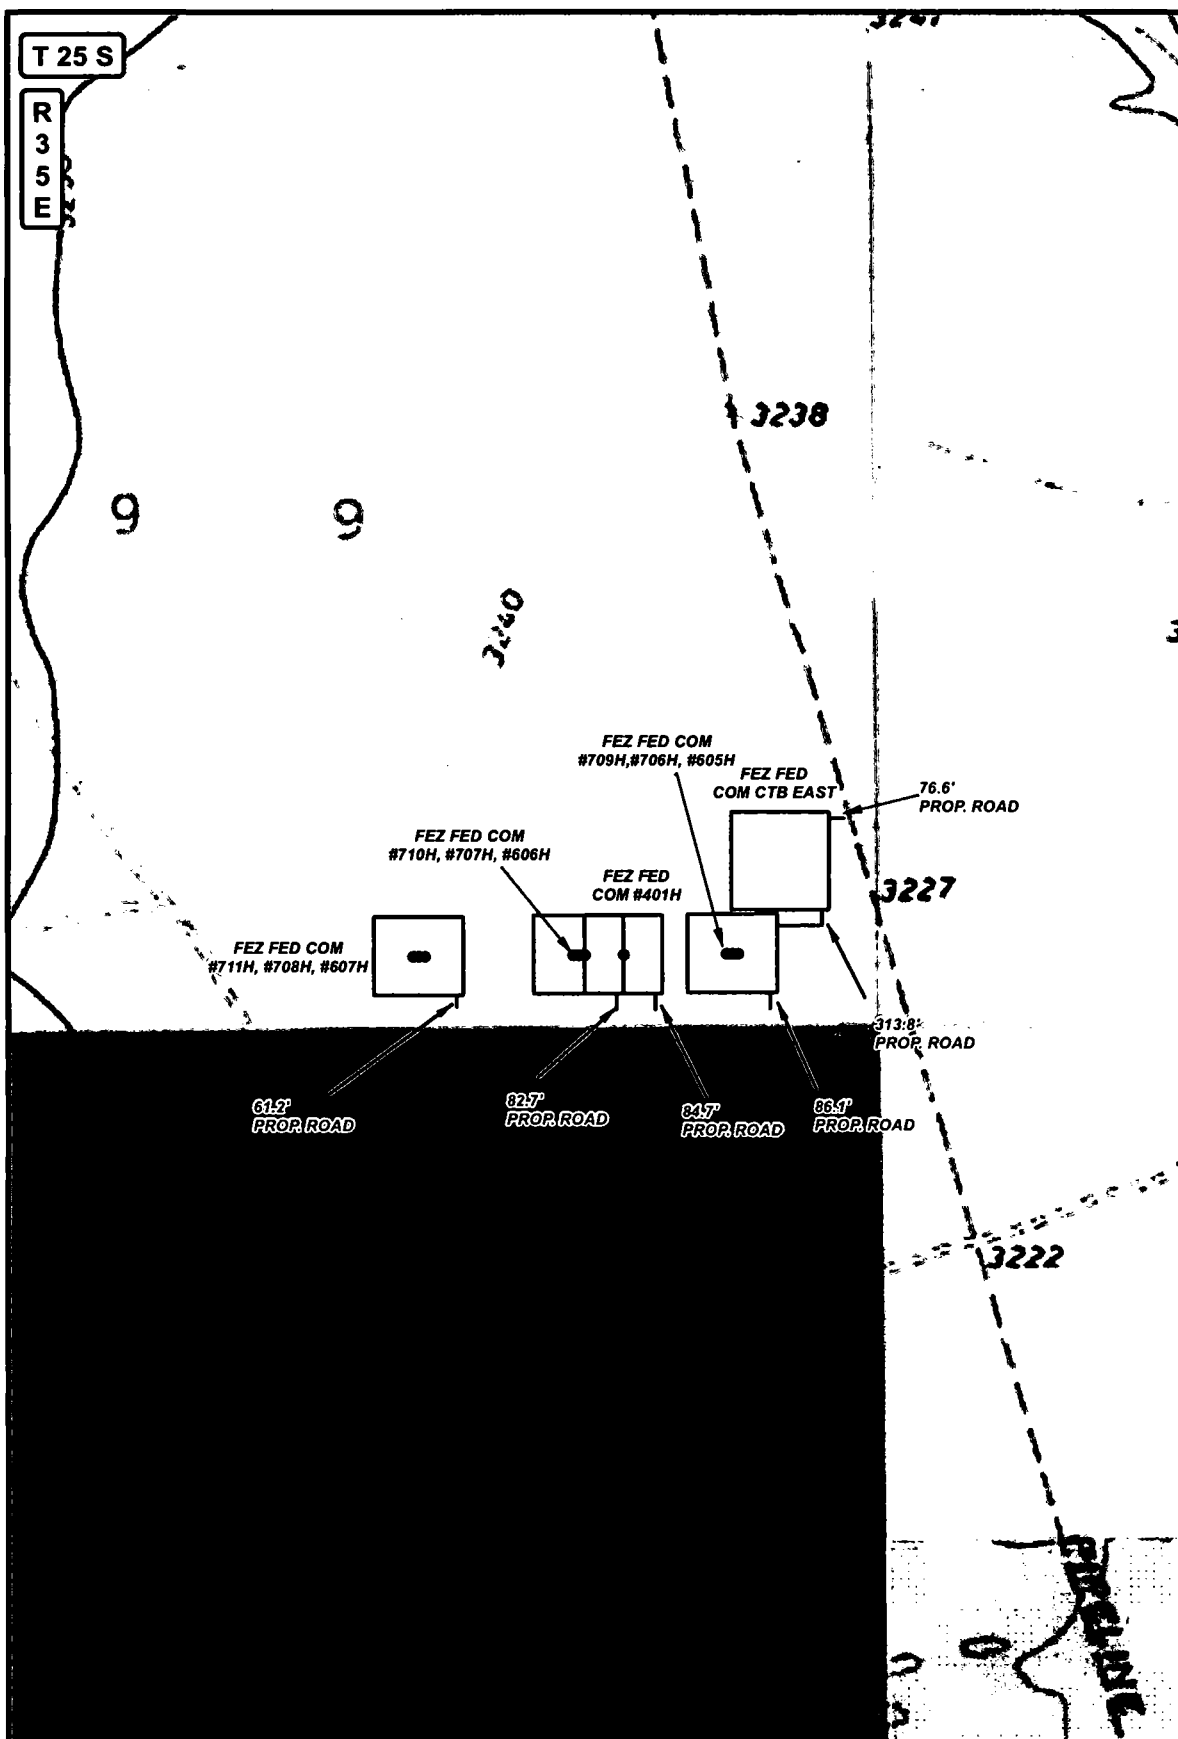 T 25 S
R
3
5
E
3238
9
9
3240
FEZ FED COM
#709H,#706H, #605H
FEZ FED
COM CTB EAST
76.6'
PROP. ROAD
FEZ FED COM
#710H, #707H, #606H
FEZ FED
COM #401H
3227
FEZ FED COM
#711H, #708H, #607H
313.8'
PROP. ROAD
61.2'
PROP. ROAD
82.7'
PROP. ROAD
84.7'
PROP. ROAD
86.1'
PROP. ROAD
3222
PIPELINE